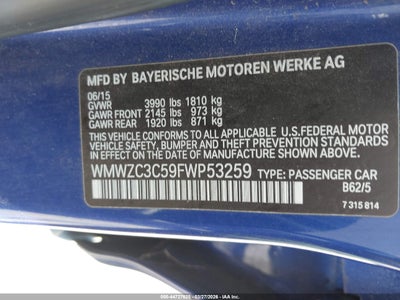 MFD BY BAYERISCHE MOTOREN WERKE AG
06/15
GVWR 3990 lbs 1810 kg
GAWR FRONT 2145 lbs 973 kg
GAWR REAR 1920 lbs 871 kg
THIS VEHICLE CONFORMS TO ALL APPLICABLE U.S.FEDERAL MOTOR
VEHICLE SAFETY, BUMPER AND THEFT PREVENTION STANDARDS
IN EFFECT ON THE DATE OF MANUFACTURE SHOWN ABOVE.
WMWZC3C59FWP53259 TYPE: PASSENGER CAR
B62/5
7 315 814